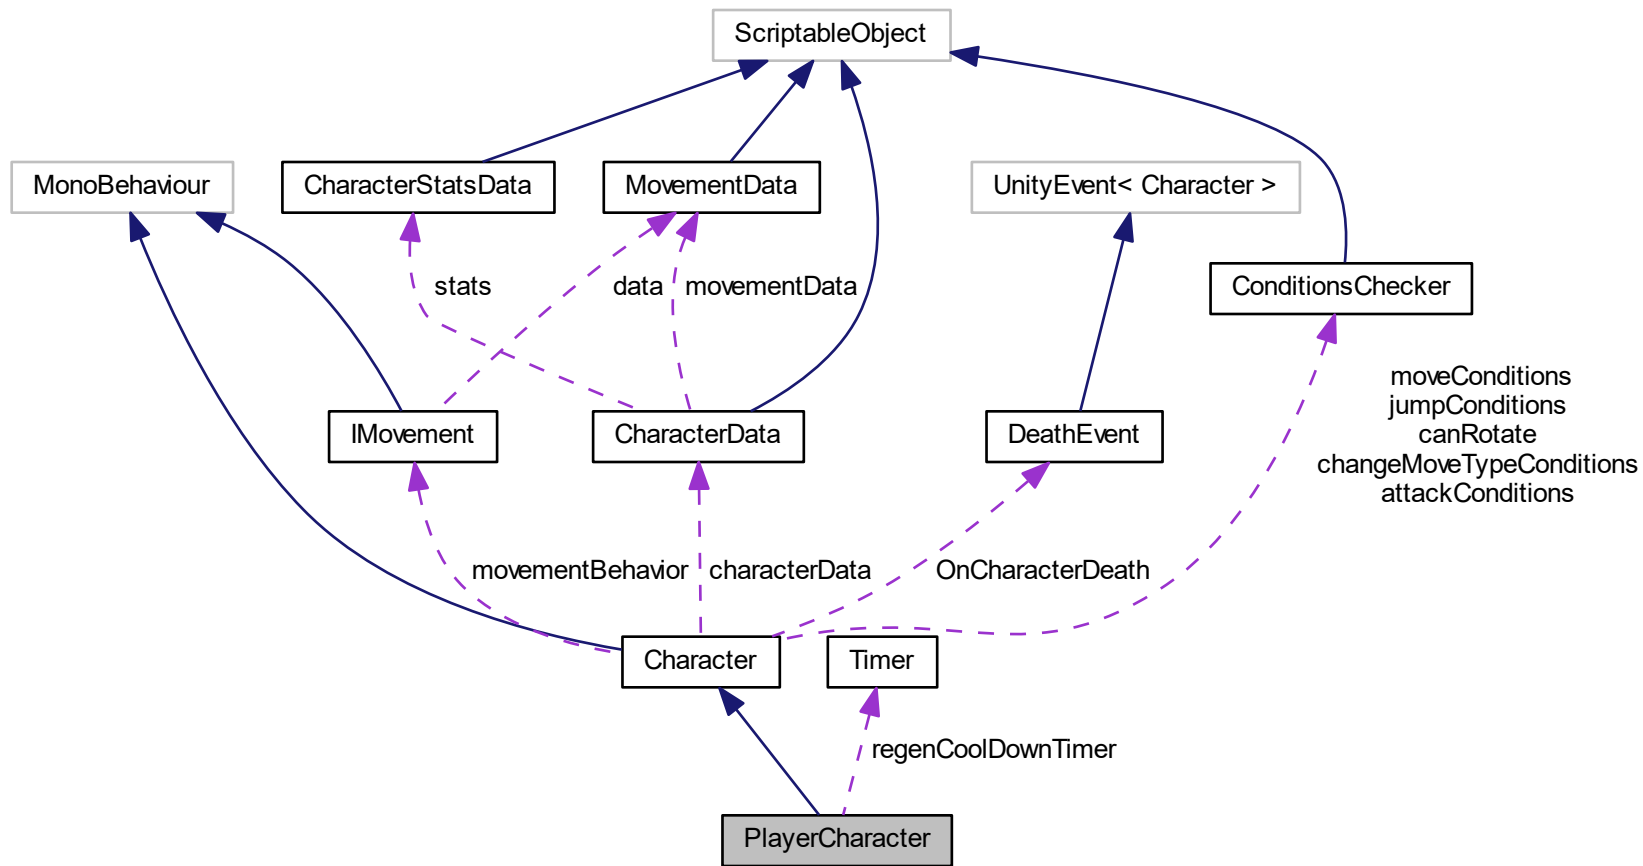 ScriptableObject
MonoBehaviour
CharacterStatsData
MovementData
UnityEvent< Character >
stats
data
movementData
ConditionsChecker
moveConditions
jumpConditions
canRotate
changeMoveTypeConditions
attackConditions
IMovement
CharacterData
DeathEvent
movementBehavior
characterData
OnCharacterDeath
Character
Timer
regenCoolDownTimer
PlayerCharacter